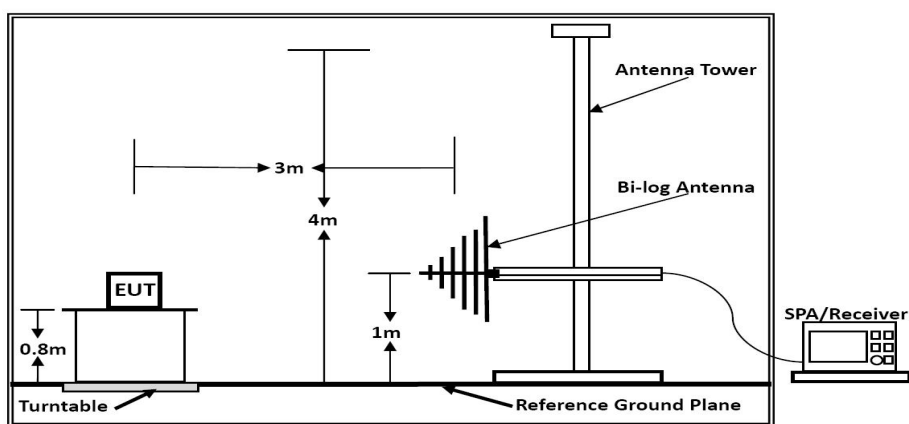 Antenna Tower
3m
Bi-log Antenna
4m
EUT
SPA/Receiver
1m
0.8m
Turntable
Reference Ground Plane